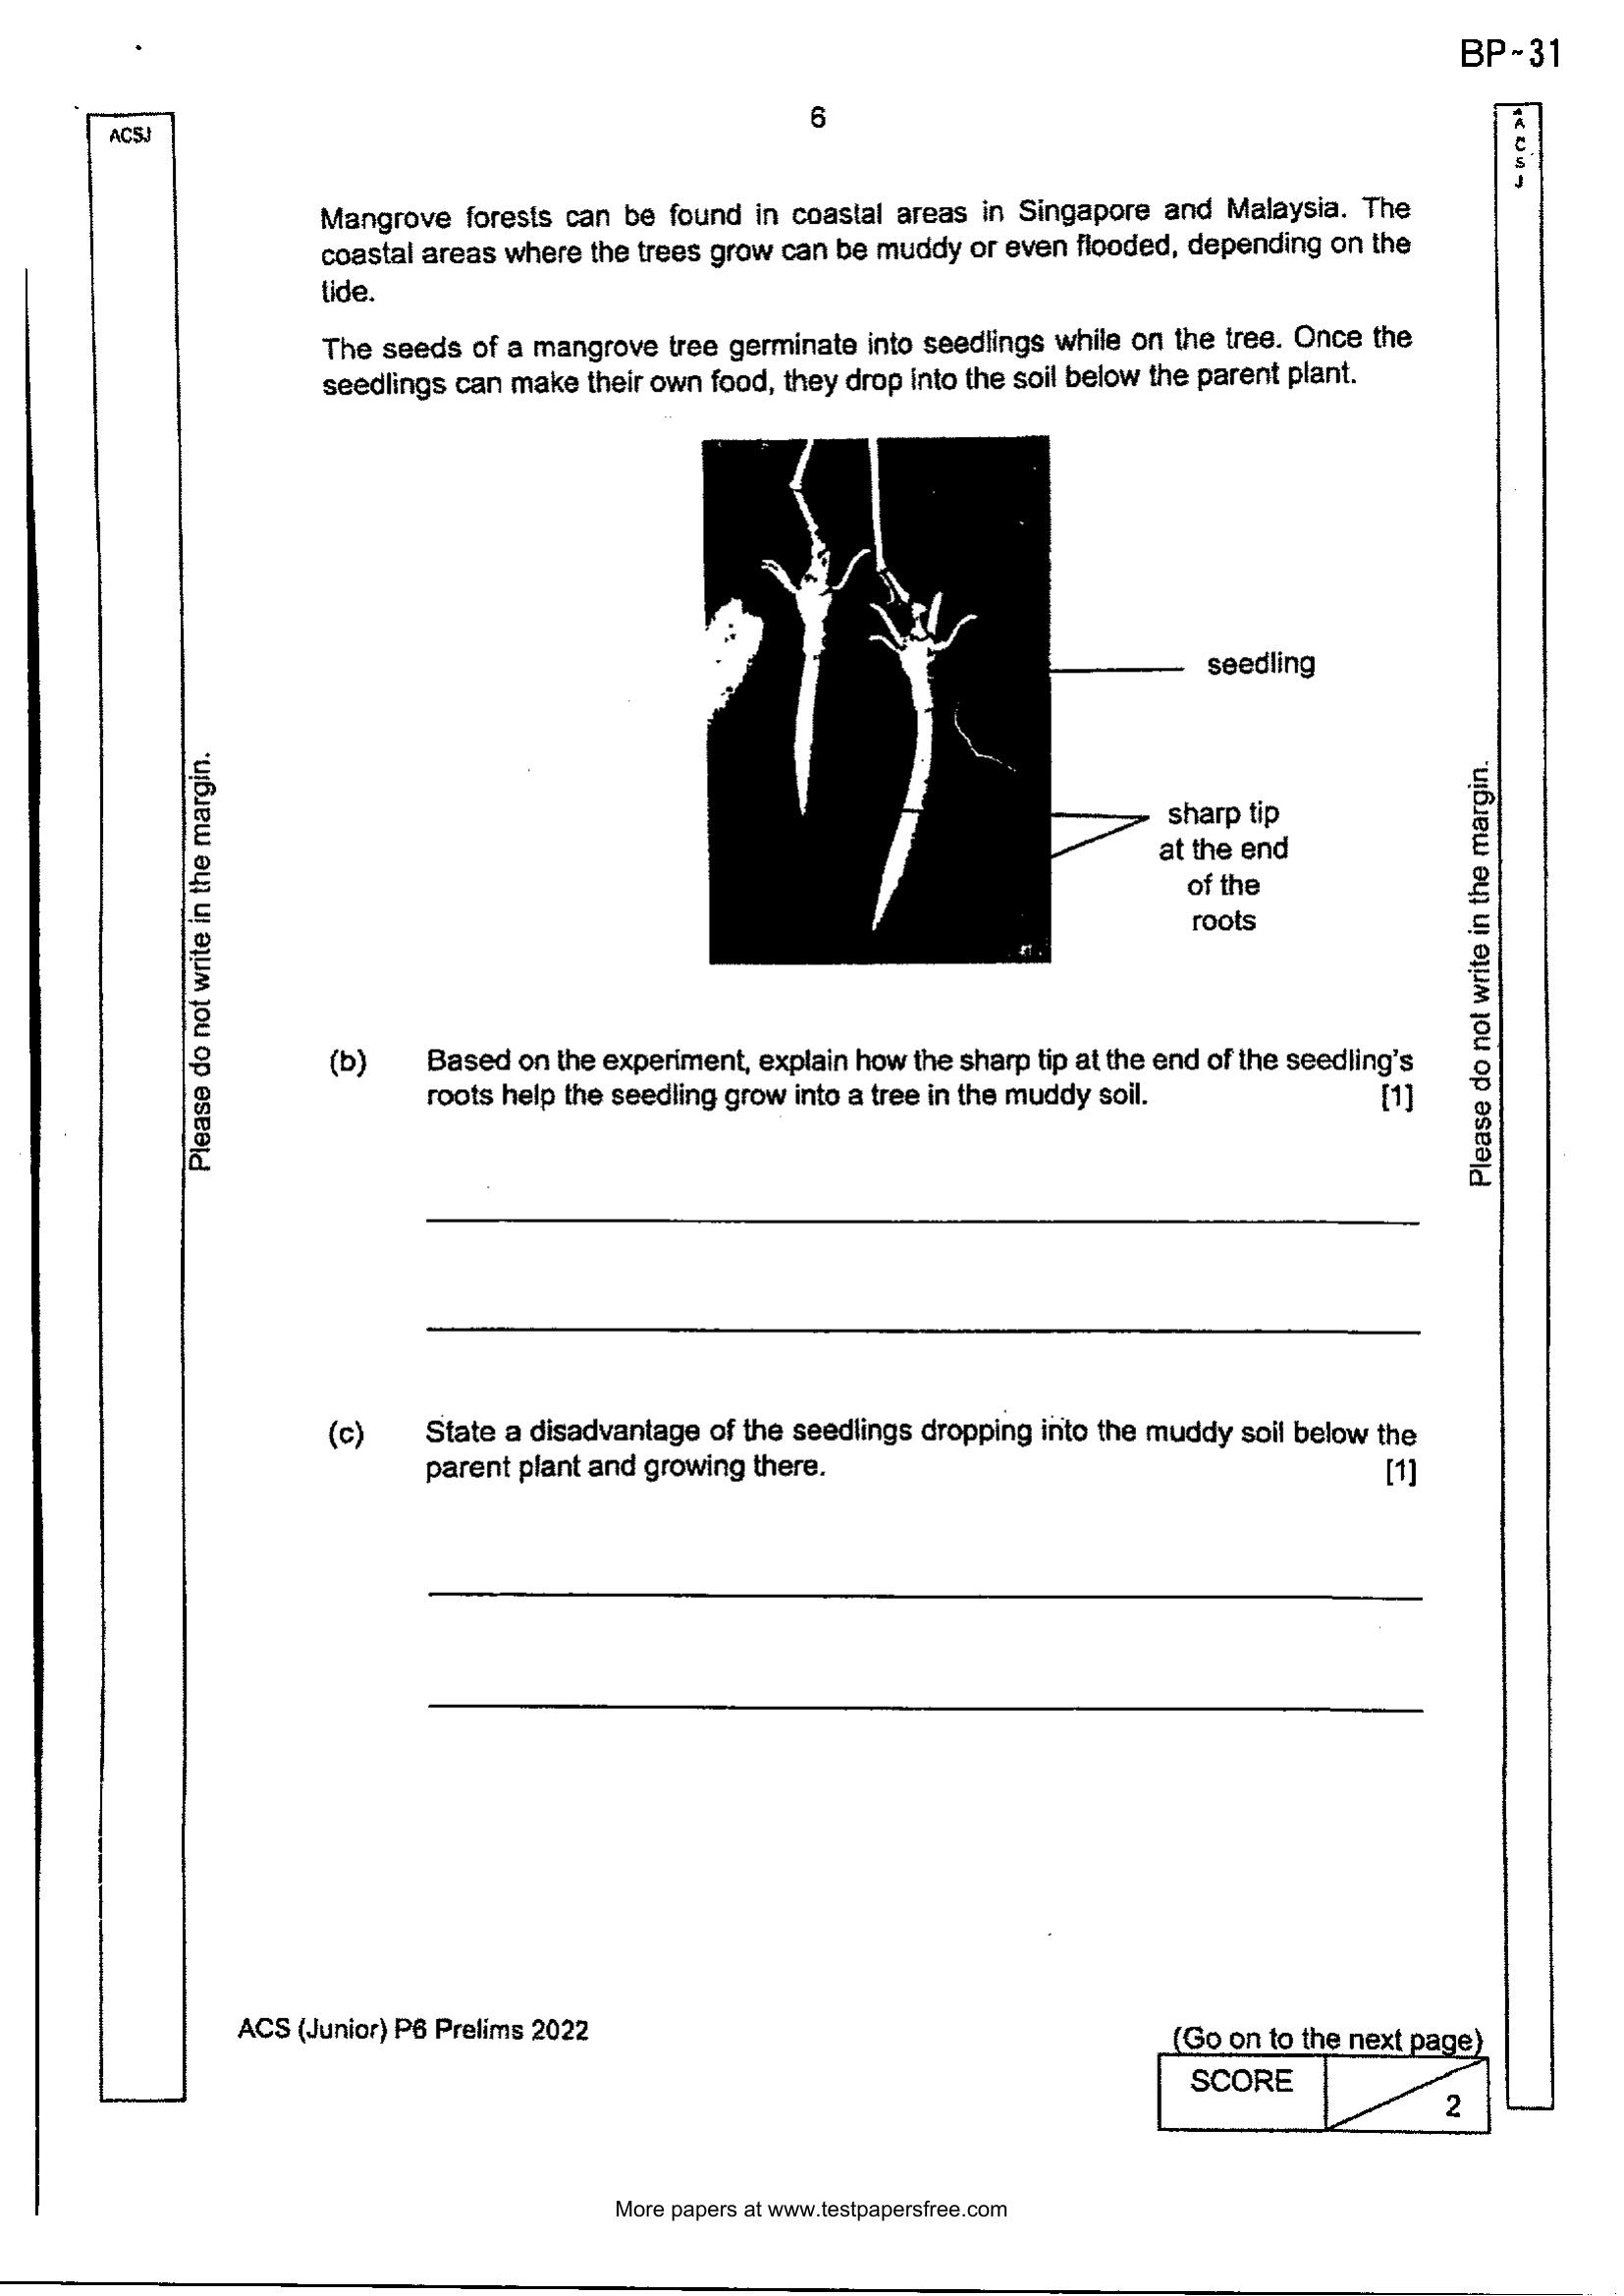 BP~31
6
ACSJ
A
C
S
J
Mangrove forests can be found in coastal areas in Singapore and Malaysia. The
coastal areas where the trees grow can be muddy or even flooded, depending on the
tide.
The seeds of a mangrove tree germinate into seedlings while on the tree. Once the
seedlings can make their own food, they drop into the soil below the parent plant.
seedling
sharp tip
at the end
of the
roots
Please do not write in the margin.
Please do not write in the margin.
(b) Based on the experiment, explain how the sharp tip at the end of the seedling's
roots help the seedling grow into a tree in the muddy soil. [1]
(c) State a disadvantage of the seedlings dropping into the muddy soil below the
parent plant and growing there. [1]
ACS (Junior) P6 Prelims 2022
(Go on to the next page)
SCORE
2
More papers at www.testpapersfree.com